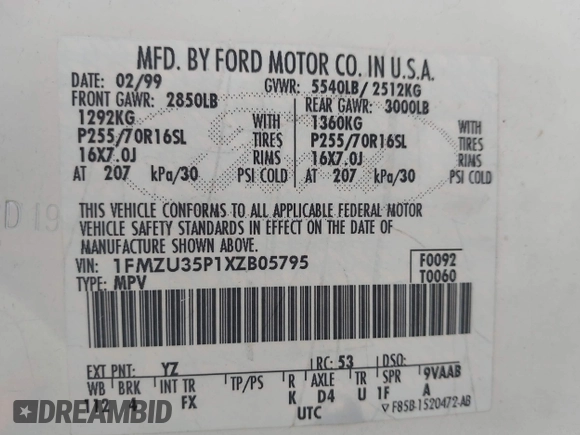 MFD. BY FORD MOTOR CO. IN U.S.A.
DATE: 02/99 GVWR: 5540LB/ 2512KG
FRONT GAWR: 2850LB REAR GAWR: 3000LB
1292KG WITH 1360KG WITH
P255/70R16SL TIRES P255/70R16SL TIRES
16X7.0J RIMS 16X7.0J RIMS
AT 207 kPa/30 PSI COLD AT 207 kPa/30 PSI COLD
THIS VEHICLE CONFORMS TO ALL APPLICABLE FEDERAL MOTOR
VEHICLE SAFETY STANDARDS IN EFFECT ON THE DATE OF
MANUFACTURE SHOWN ABOVE.
VIN: 1FMZU35P1XZB05795 F0092
TYPE: MPV T0060
EXT PNT: YZ RC: 53 DSO:
WB BRK INT TR TP/PS R AXLE TR SPR 9VAAB
112 4 FX K D4 U 1F A
UTC F85B-1520472-AB
D 19
Ford
DREAMBID